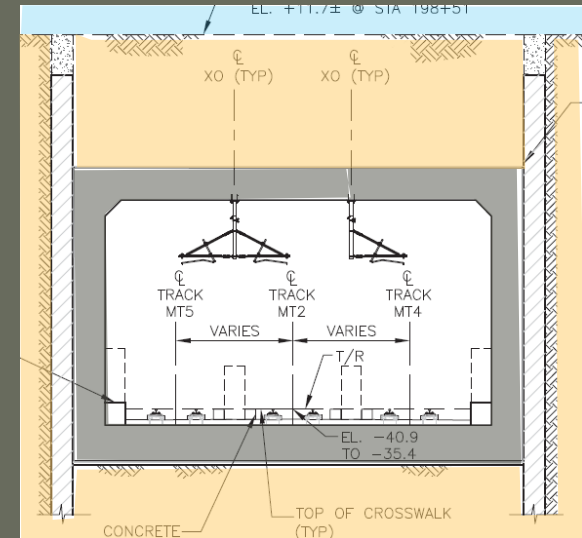 EL. +11.7± @ STA 198+51
℄
XO (TYP)
℄
XO (TYP)
℄
TRACK
MT5
℄
TRACK
MT2
℄
TRACK
MT4
VARIES
VARIES
T/R
EL. -40.9
TO -35.4
TOP OF CROSSWALK
(TYP)
CONCRETE